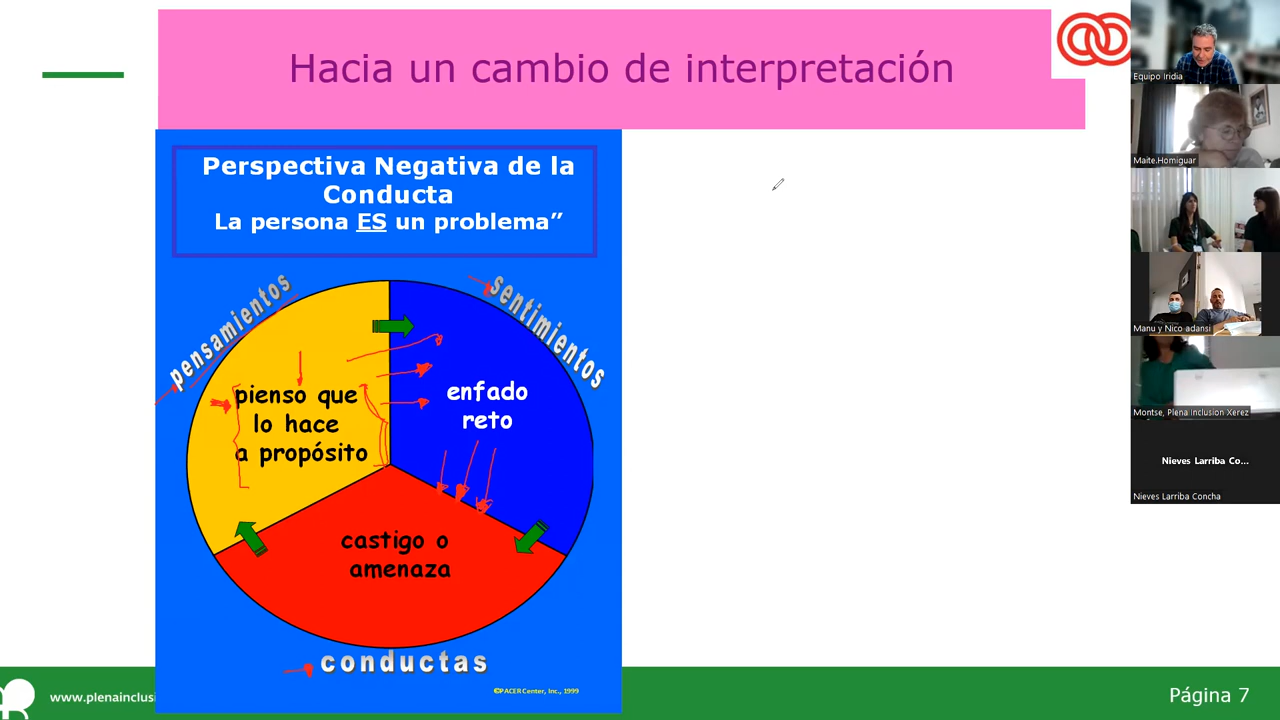 Hacia un cambio de interpretación
Perspectiva Negativa de la
Conducta
La persona ES un problema”
pensamientos
sentimientos
pienso que
lo hace
a propósito
enfado
reto
castigo o
amenaza
conductas
©PACER Center, Inc., 1999
www.plenainclusi
Página 7
Equipo Iridia
Maite.Homiguar
Manu y Nico adansi
Montse, Plena Inclusion Xerez
Nieves Larriba Co...
Nieves Larriba Concha